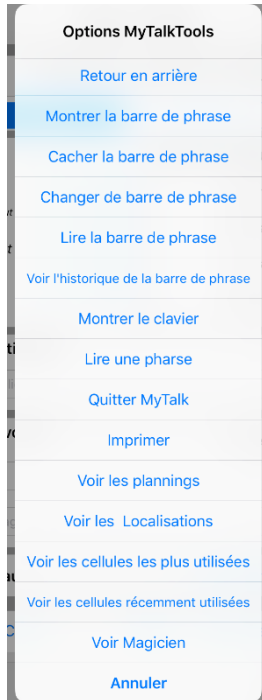 Options MyTalkTools
Retour en arrière
Montrer la barre de phrase
Cacher la barre de phrase
Changer de barre de phrase
Lire la barre de phrase
Voir l'historique de la barre de phrase
Montrer le clavier
Lire une pharse
Quitter MyTalk
Imprimer
Voir les plannings
Voir les Localisations
Voir les cellules les plus utilisées
Voir les cellules récemment utilisées
Voir Magicien
Annuler